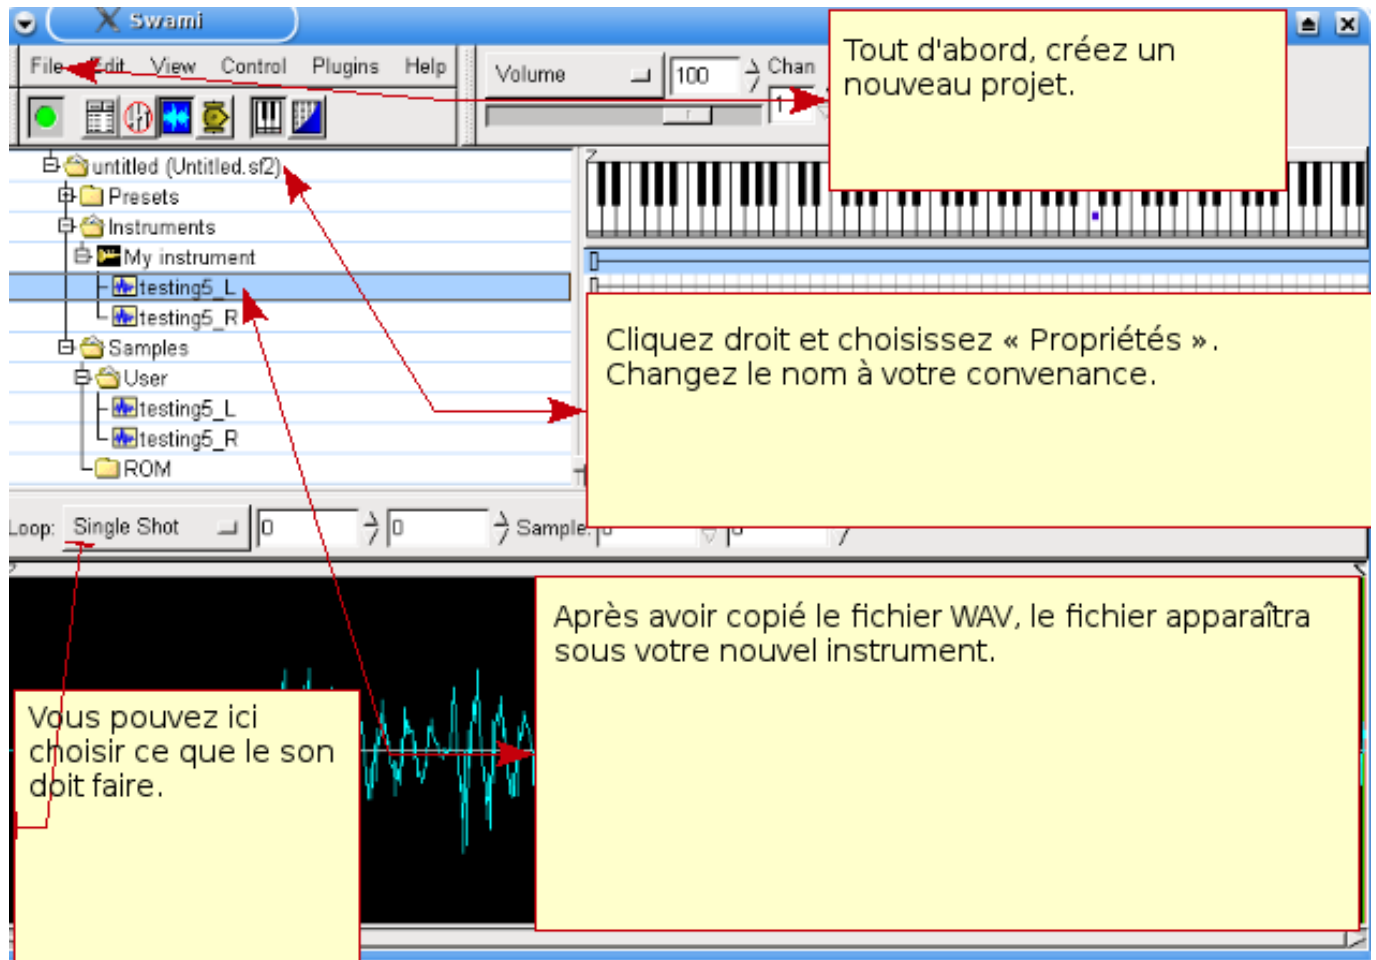 Swami
File Edit View Control Plugins Help
Volume 100 Chan
1
Tout d'abord, créez un
nouveau projet.
untitled (Untitled.sf2)
Presets
Instruments
My instrument
testing5_L
testing5_R
Samples
User
testing5_L
testing5_R
ROM
Cliquez droit et choisissez « Propriétés ».
Changez le nom à votre convenance.
Loop: Single Shot 0 0 Sample: 0 0
Après avoir copié le fichier WAV, le fichier apparaîtra
sous votre nouvel instrument.
Vous pouvez ici
choisir ce que le son
doit faire.